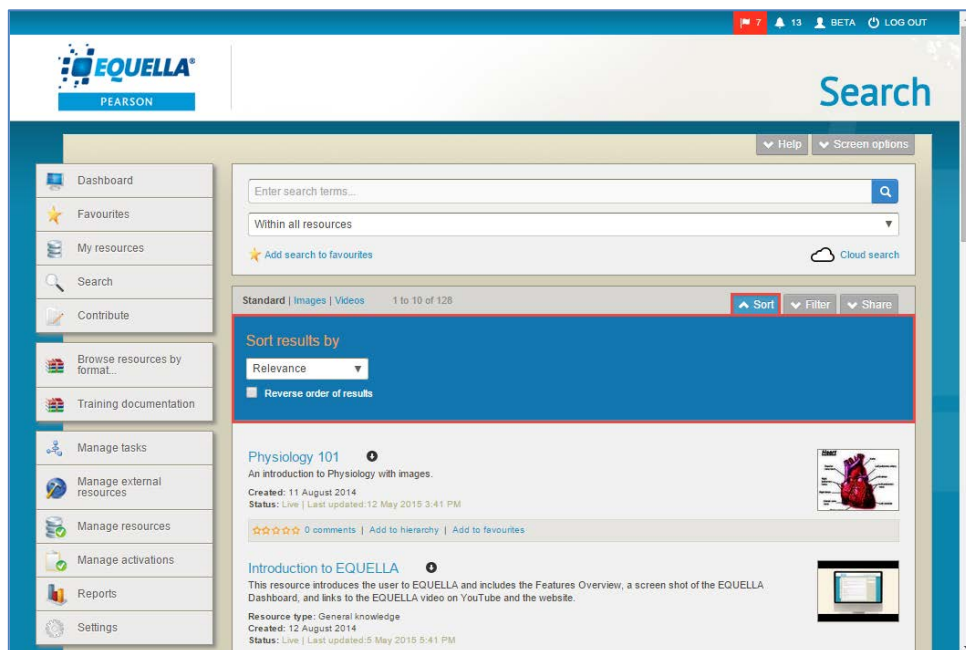 7 13 BETA LOG OUT
EQUELLA®
PEARSON
Search
Help Screen options
Dashboard
Favourites
My resources
Search
Contribute
Browse resources by
format...
Training documentation
Manage tasks
Manage external
resources
Manage resources
Manage activations
Reports
Settings
Enter search terms...
Within all resources
Add search to favourites Cloud search
Standard | Images | Videos 1 to 10 of 128 Sort Filter Share
Sort results by
Relevance
Reverse order of results
Physiology 101
An introduction to Physiology with images.
Created: 11 August 2014
Status: Live | Last updated:12 May 2015 3:41 PM
0 comments | Add to hierarchy | Add to favourites
Heart
Introduction to EQUELLA
This resource introduces the user to EQUELLA and includes the Features Overview, a screen shot of the EQUELLA
Dashboard, and links to the EQUELLA video on YouTube and the website.
Resource type: General knowledge
Created: 12 August 2014
Status: Live | Last updated:5 May 2015 5:41 PM